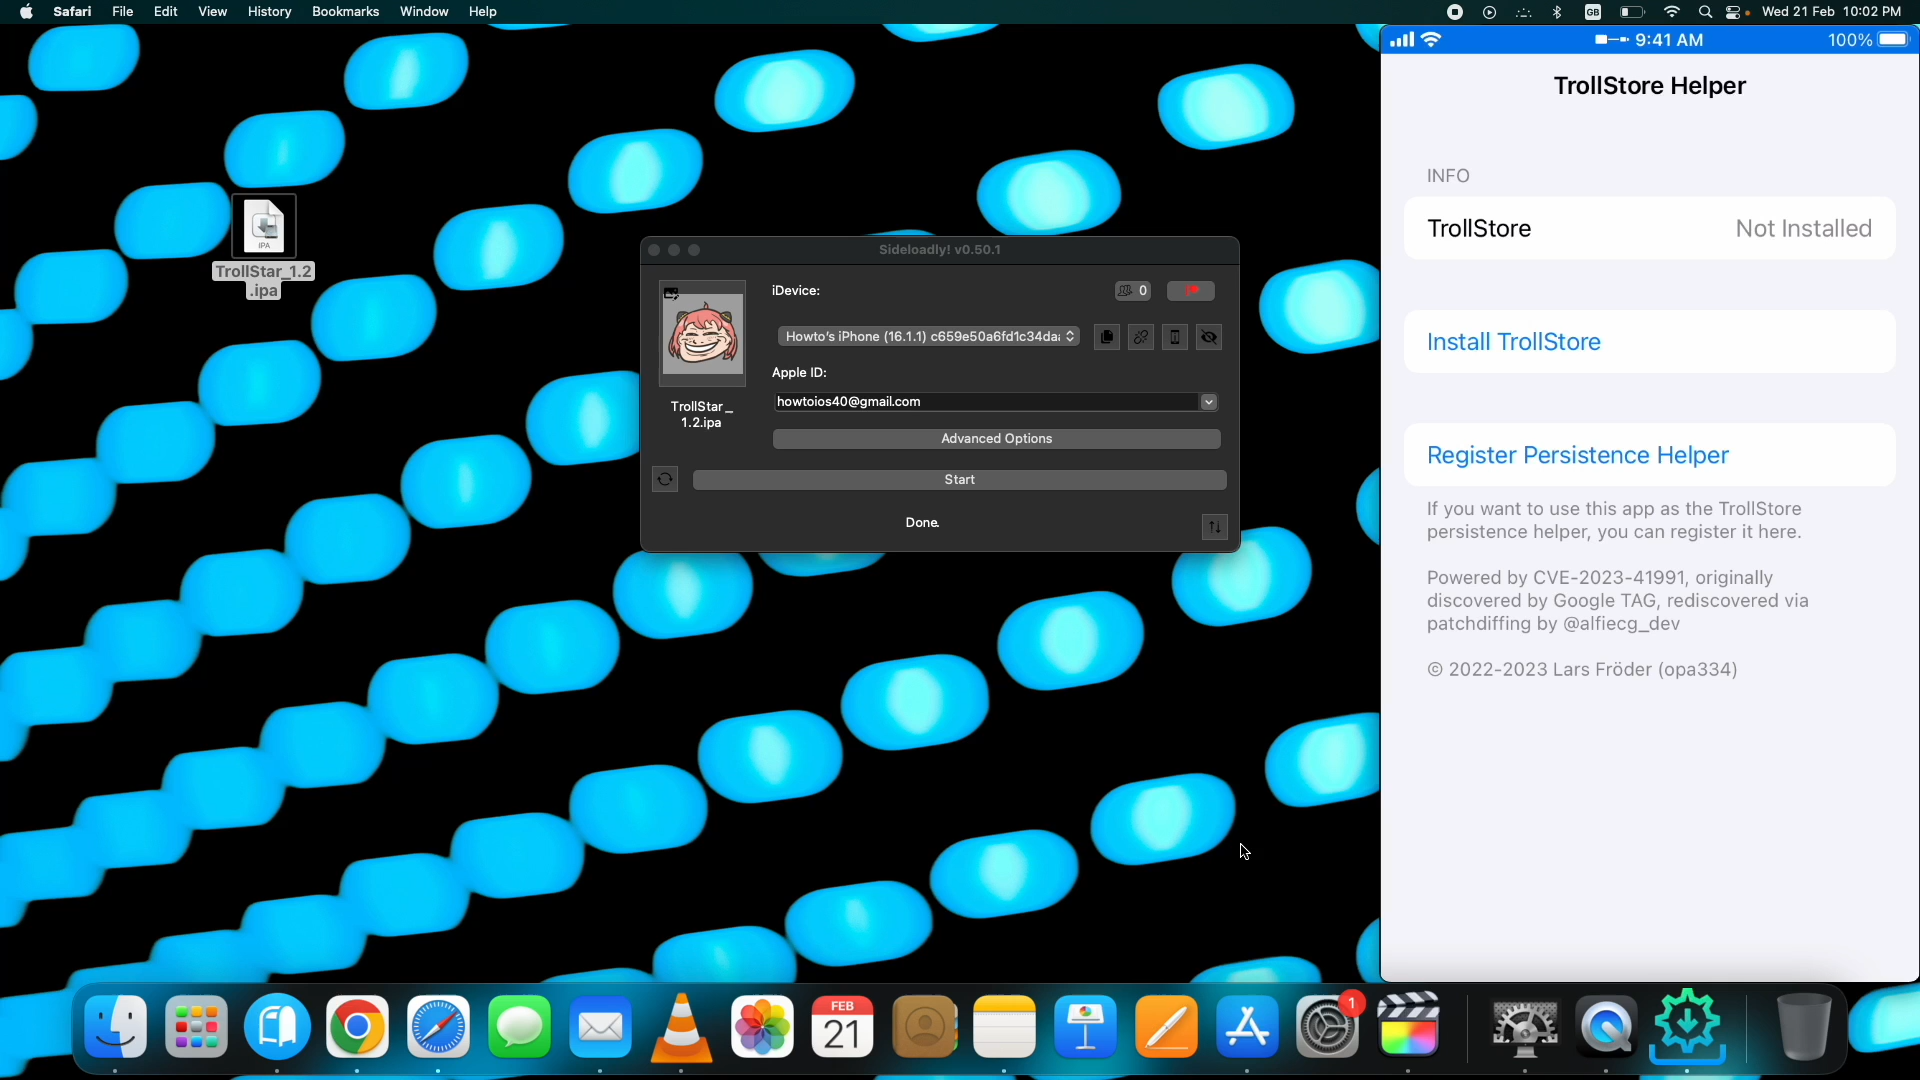 Safari File Edit View History Bookmarks Window Help
GB
Wed 21 Feb 10:02 PM
IPA
TrollStar_1.2
.ipa
Sideloadly! v0.50.1
iDevice:
0
Howto's iPhone (16.1.1) c659e50a6fd1c34da
Apple ID:
howtoios40@gmail.com
TrollStar_
1.2.ipa
Advanced Options
Start
Done.
9:41 AM
100%
TrollStore Helper
INFO
TrollStore Not Installed
Install TrollStore
Register Persistence Helper
If you want to use this app as the TrollStore
persistence helper, you can register it here.
Powered by CVE-2023-41991, originally
discovered by Google TAG, rediscovered via
patchdiffing by @alfiecg_dev
© 2022-2023 Lars Fröder (opa334)
FEB
21
1